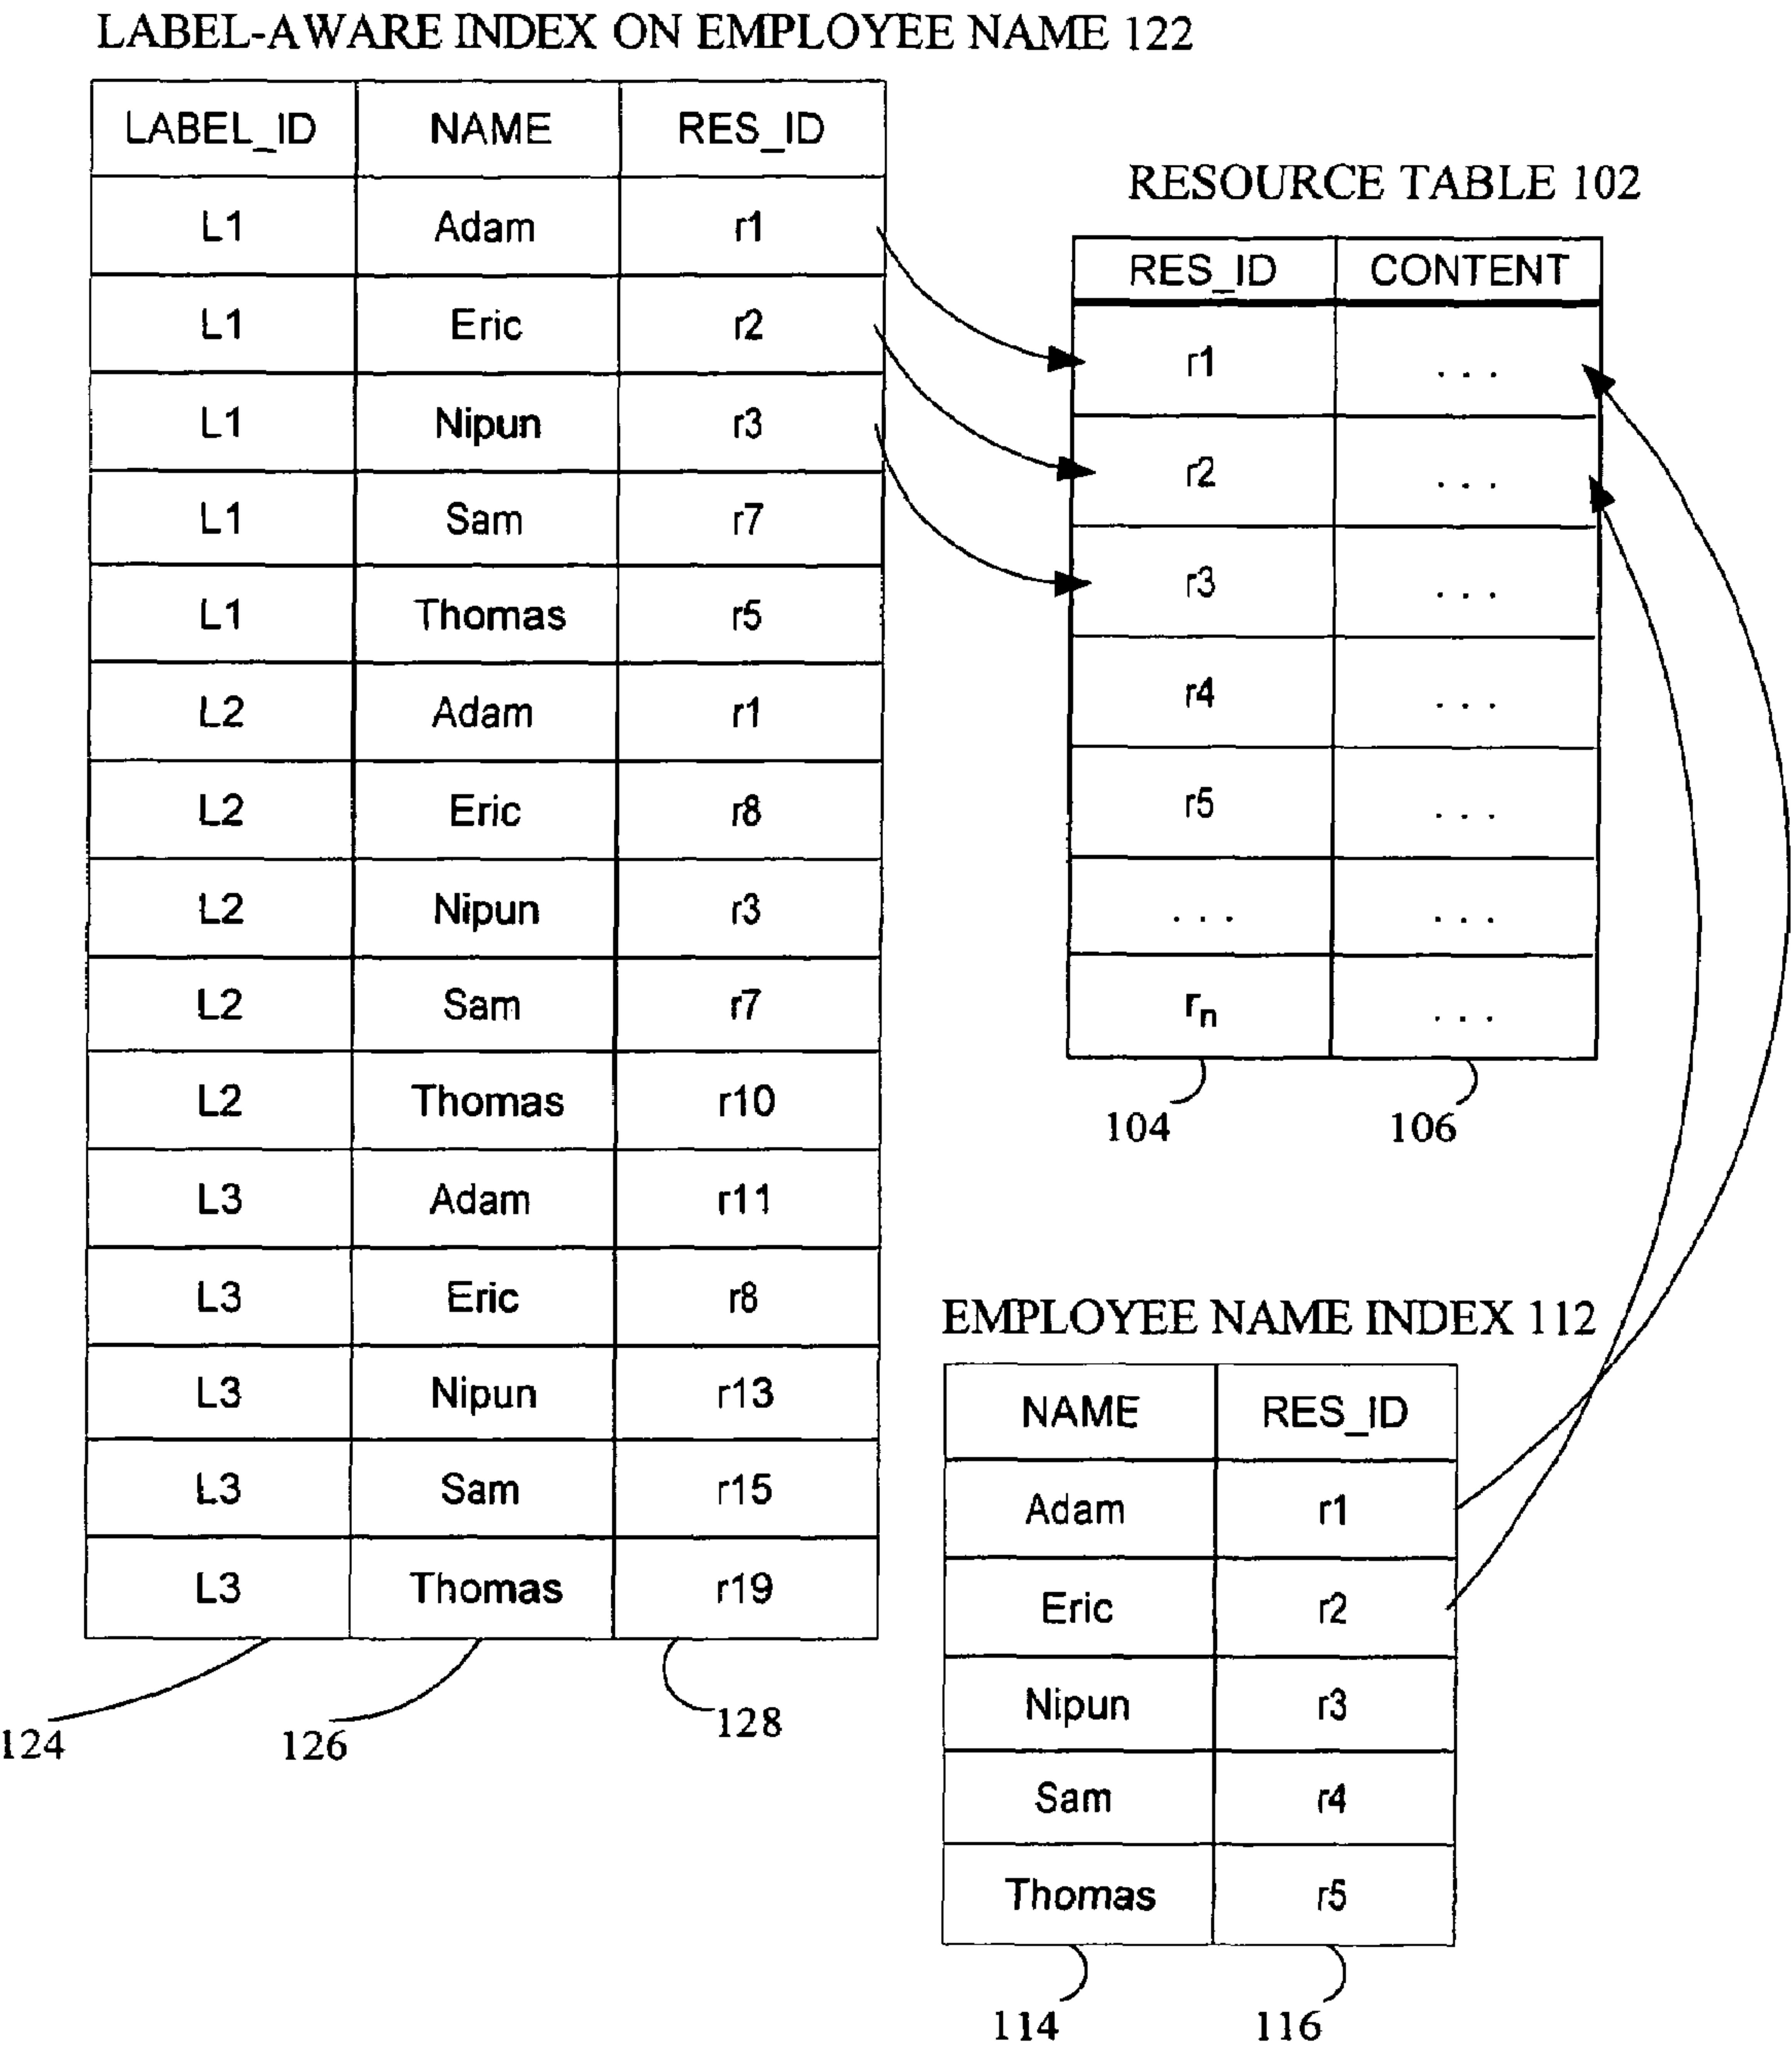 LABEL-AWARE INDEX ON EMPLOYEE NAME 122
LABEL_ID NAME RES_ID
L1 Adam r1
L1 Eric r2
L1 Nipun r3
L1 Sam r7
L1 Thomas r5
L2 Adam r1
L2 Eric r8
L2 Nipun r3
L2 Sam r7
L2 Thomas r10
L3 Adam r11
L3 Eric r8
L3 Nipun r13
L3 Sam r15
L3 Thomas r19
124 126 128
RESOURCE TABLE 102
RES_ID CONTENT
r1 ...
r2 ...
r3 ...
r4 ...
r5 ...
... ...
rn ...
104 106
EMPLOYEE NAME INDEX 112
NAME RES_ID
Adam r1
Eric r2
Nipun r3
Sam r4
Thomas r5
114 116